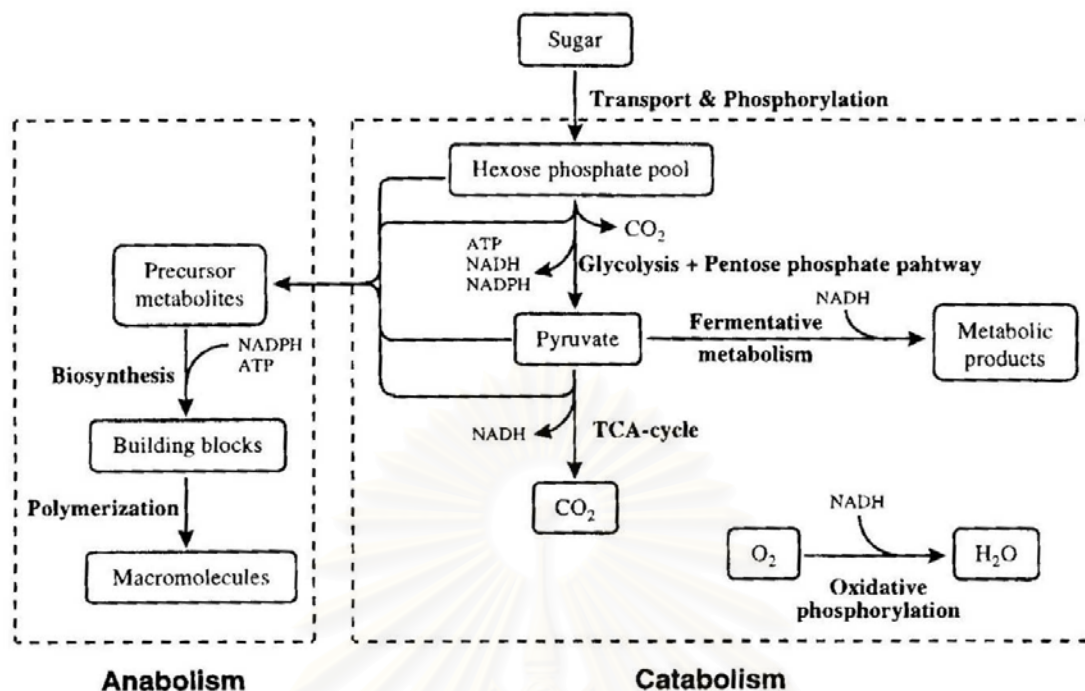 Sugar
Transport & Phosphorylation
Hexose phosphate pool
CO2
ATP
NADH
NADPH
Glycolysis + Pentose phosphate pahtway
Precursor
metabolites
NADPH
ATP
Biosynthesis
Building blocks
Polymerization
Macromolecules
Pyruvate
Fermentative
metabolism
NADH
Metabolic
products
NADH
TCA-cycle
CO2
O2
NADH
H2O
Oxidative
phosphorylation
Anabolism
Catabolism